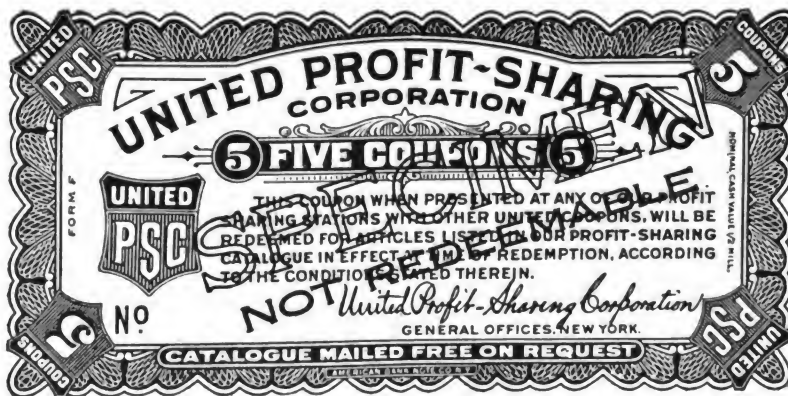 UNITED
PSC
COUPONS
5
UNITED PROFIT-SHARING
CORPORATION
5 FIVE COUPONS 5
SPECIMEN
NOT REDEEMABLE
FORM F
NOMINAL CASH VALUE 1/2 MILL.
UNITED
PSC
THIS COUPON WHEN PRESENTED AT ANY OF OUR PROFIT
SHARING STATIONS WITH OTHER UNITED COUPONS, WILL BE
REDEEMED FOR ARTICLES LISTED IN OUR PROFIT-SHARING
CATALOGUE IN EFFECT AT TIME OF REDEMPTION, ACCORDING
TO THE CONDITIONS STATED THEREIN.
United Profit-Sharing Corporation
GENERAL OFFICES. NEW YORK.
No
5
COUPONS
PSC
UNITED
CATALOGUE MAILED FREE ON REQUEST
AMERICAN BANK NOTE CO. N.Y.